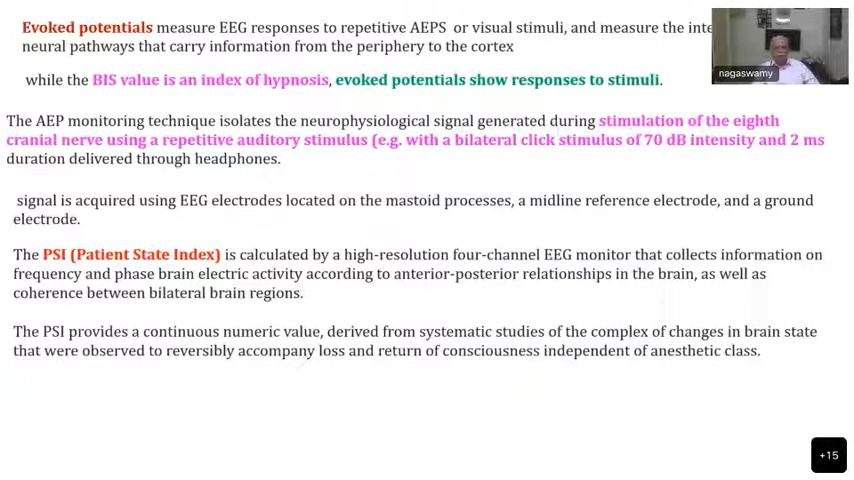 Evoked potentials measure EEG responses to repetitive AEPS or visual stimuli, and measure the
neural pathways that carry information from the periphery to the cortex
while the BIS value is an index of hypnosis, evoked potentials show responses to stimuli.
The AEP monitoring technique isolates the neurophysiological signal generated during stimulation of the eighth
cranial nerve using a repetitive auditory stimulus (e.g. with a bilateral click stimulus of 70 dB intensity and 2 ms
duration delivered through headphones.
signal is acquired using EEG electrodes located on the mastoid processes, a midline reference electrode, and a ground
electrode.
The PSI (Patient State Index) is calculated by a high-resolution four-channel EEG monitor that collects information on
frequency and phase brain electric activity according to anterior-posterior relationships in the brain, as well as
coherence between bilateral brain regions.
The PSI provides a continuous numeric value, derived from systematic studies of the complex of changes in brain state
that were observed to reversibly accompany loss and return of consciousness independent of anesthetic class.
nagaswamy
+15